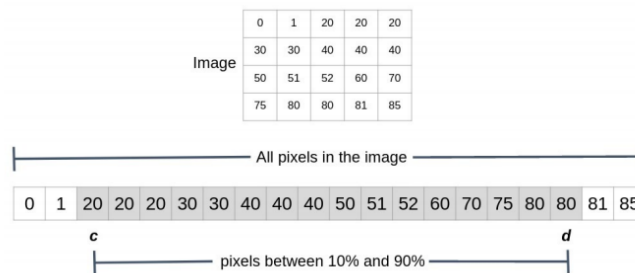 0 1 20 20 20
30 30 40 40 40
Image
50 51 52 60 70
75 80 80 81 85
All pixels in the image
0 1 20 20 20 30 30 40 40 40 50 51 52 60 70 75 80 80 81 85
c d
pixels between 10% and 90%